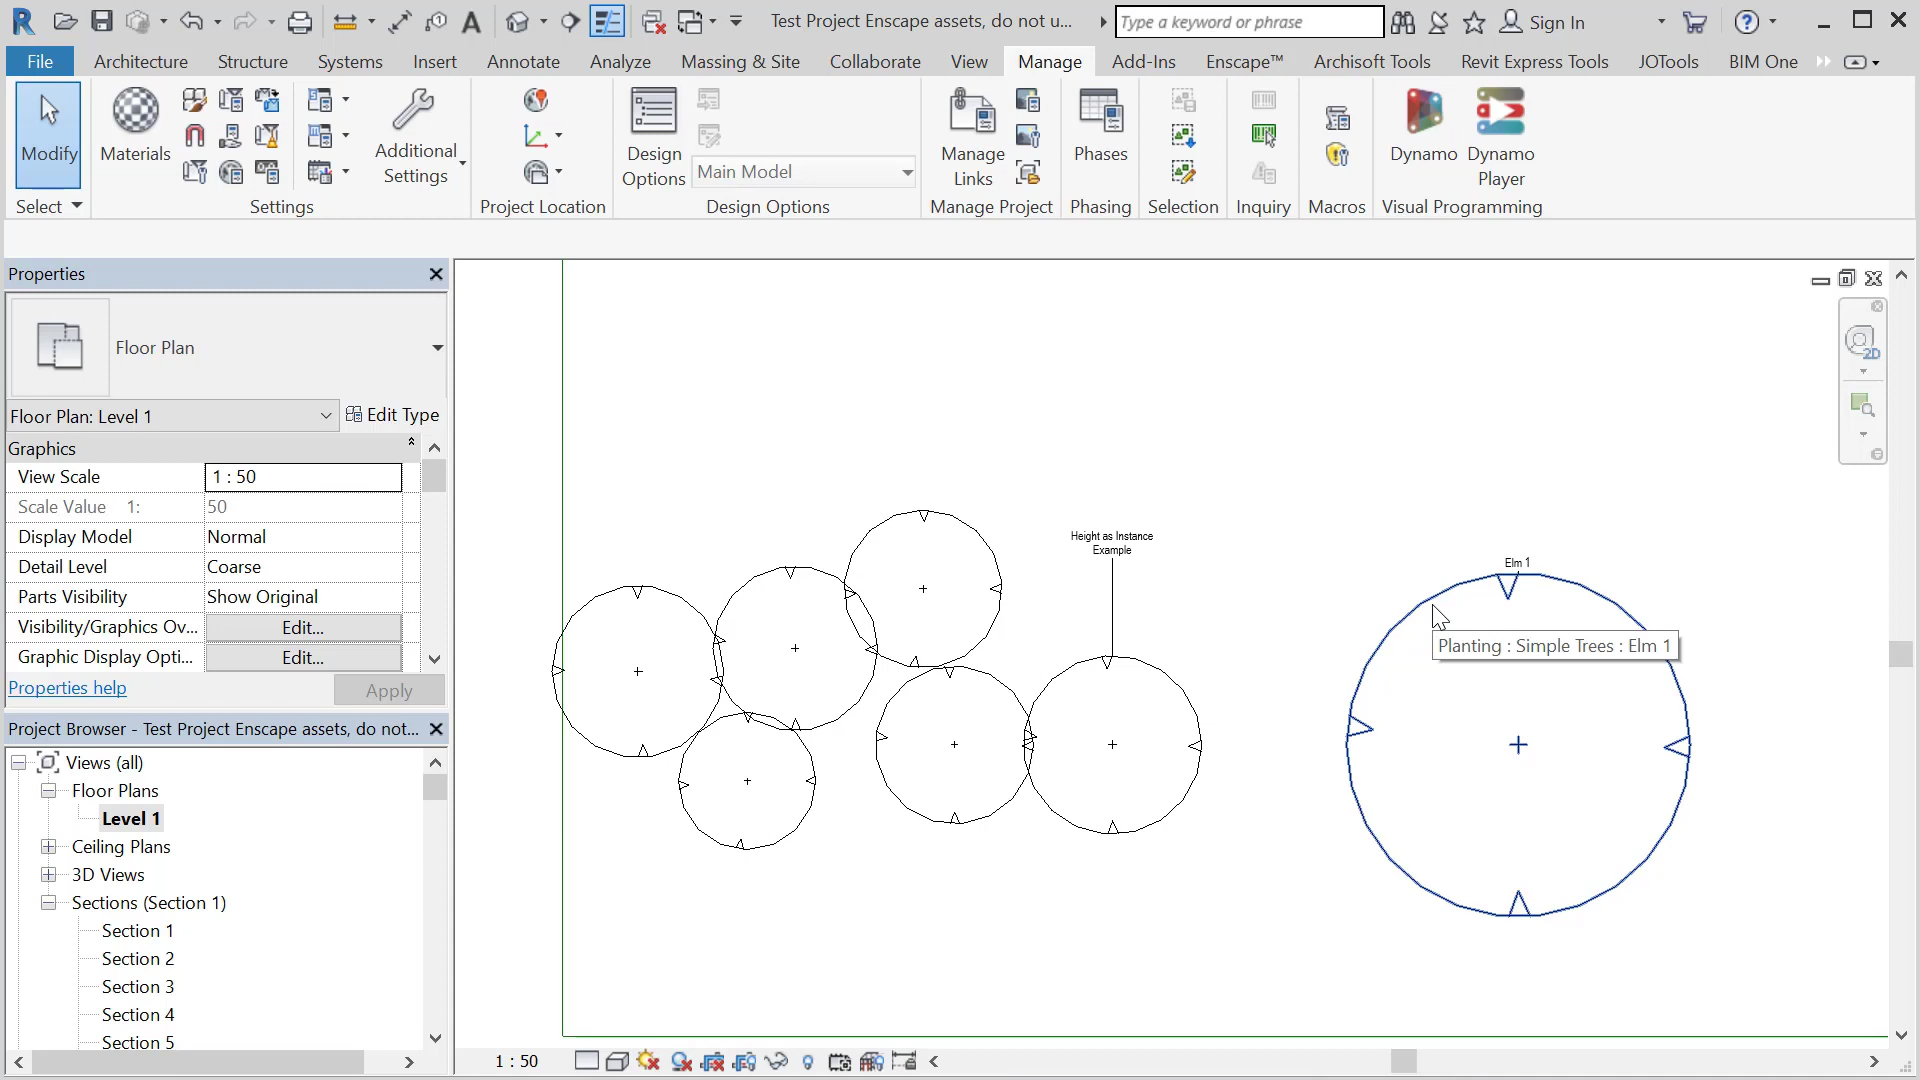 Test Project Enscape assets, do not u...
Type a keyword or phrase
Sign In
File
Architecture
Structure
Systems
Insert
Annotate
Analyze
Massing & Site
Collaborate
View
Manage
Add-Ins
Enscape™
Archisoft Tools
Revit Express Tools
JOTools
BIM One
Modify
Materials
Additional
Settings
Design
Options
Main Model
Manage
Links
Phases
Dynamo
Dynamo
Player
Select
Settings
Project Location
Design Options
Manage Project
Phasing
Selection
Inquiry
Macros
Visual Programming
Properties
Floor Plan
Floor Plan: Level 1
Edit Type
Graphics
View Scale
1 : 50
Scale Value 1:
50
Display Model
Normal
Detail Level
Coarse
Parts Visibility
Show Original
Visibility/Graphics Ov...
Edit...
Graphic Display Opti...
Edit...
Properties help
Apply
Project Browser - Test Project Enscape assets, do not...
Views (all)
Floor Plans
Level 1
Ceiling Plans
3D Views
Sections (Section 1)
Section 1
Section 2
Section 3
Section 4
Section 5
Height as Instance
Example
Elm 1
Planting : Simple Trees : Elm 1
2D
1 : 50